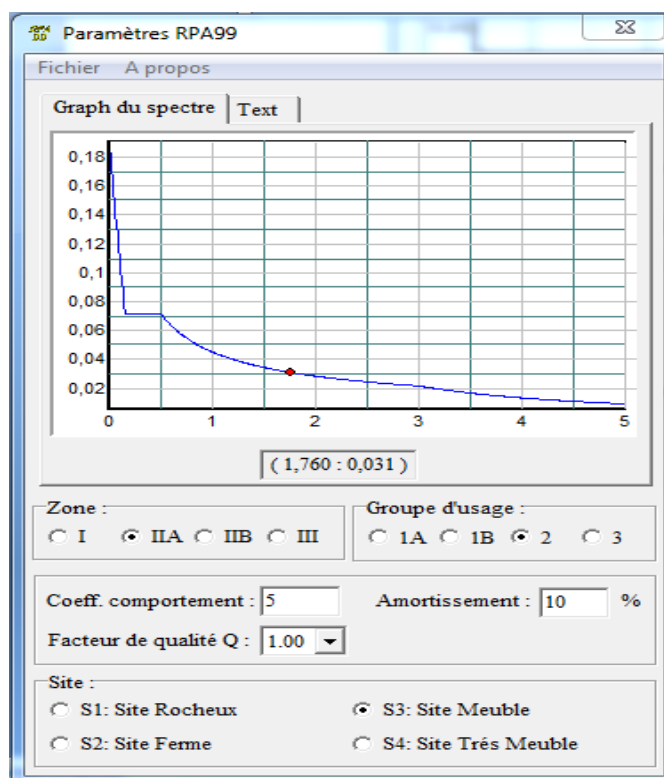 Paramètres RPA99
Fichier A propos
Graph du spectre Text
0,18
0,16
0,14
0,12
0,1
0,08
0,06
0,04
0,02
0 1 2 3 4 5
( 1,760 : 0,031 )
Zone :
I IIA IIB III
Groupe d'usage :
1A 1B 2 3
Coeff. comportement : 5 Amortissement : 10 %
Facteur de qualité Q : 1.00
Site :
S1: Site Rocheux S3: Site Meuble
S2: Site Ferme S4: Site Trés Meuble